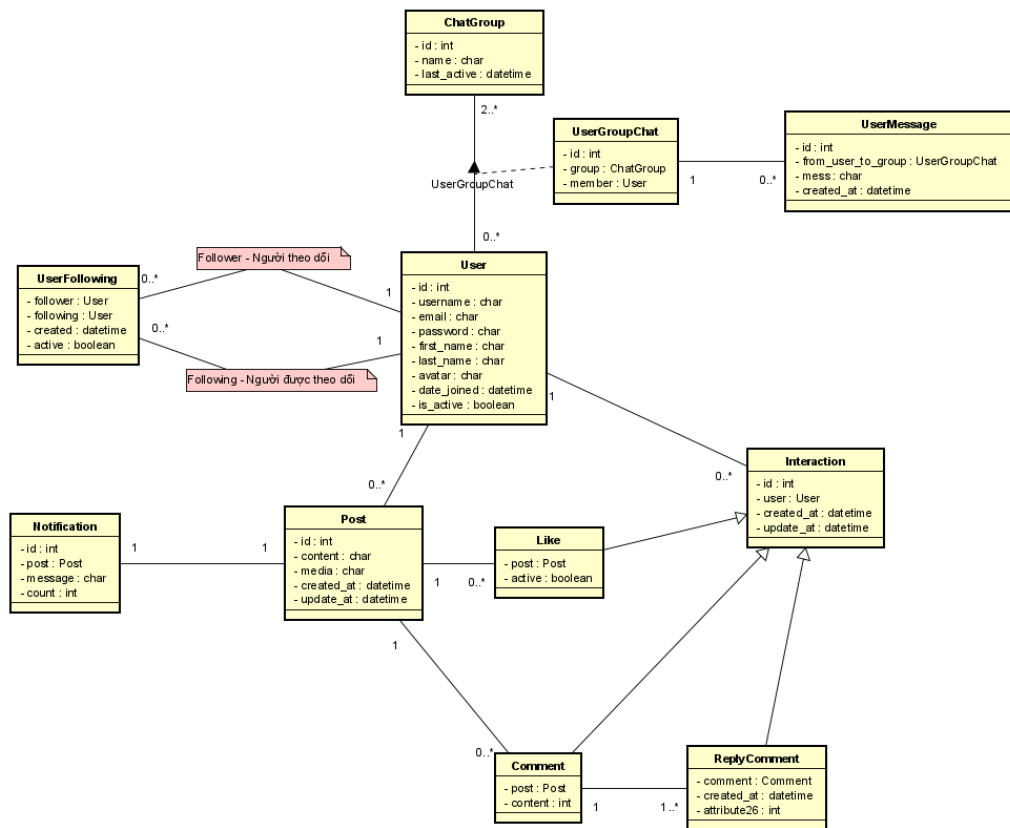 ChatGroup
- id : int
- name : char
- last_active : datetime
2..*
UserGroupChat
- id : int
- group : ChatGroup
- member : User
1
0..*
UserMessage
- id : int
- from_user_to_group : UserGroupChat
- mess : char
- created_at : datetime
UserGroupChat
0..*
Follower - Người theo dõi
UserFollowing
- follower : User
- following : User
- created : datetime
- active : boolean
0..*
1
0..*
1
Following - Người được theo dõi
User
- id : int
- username : char
- email : char
- password : char
- first_name : char
- last_name : char
- avatar : char
- date_joined : datetime
- is_active : boolean
1
1
0..*
0..*
Interaction
- id : int
- user : User
- created_at : datetime
- update_at : datetime
Notification
- id : int
- post : Post
- message : char
- count : int
1
1
Post
- id : int
- content : char
- media : char
- created_at : datetime
- update_at : datetime
1
0..*
Like
- post : Post
- active : boolean
1
0..*
Comment
- post : Post
- content : int
1
1..*
ReplyComment
- comment : Comment
- created_at : datetime
- attribute26 : int